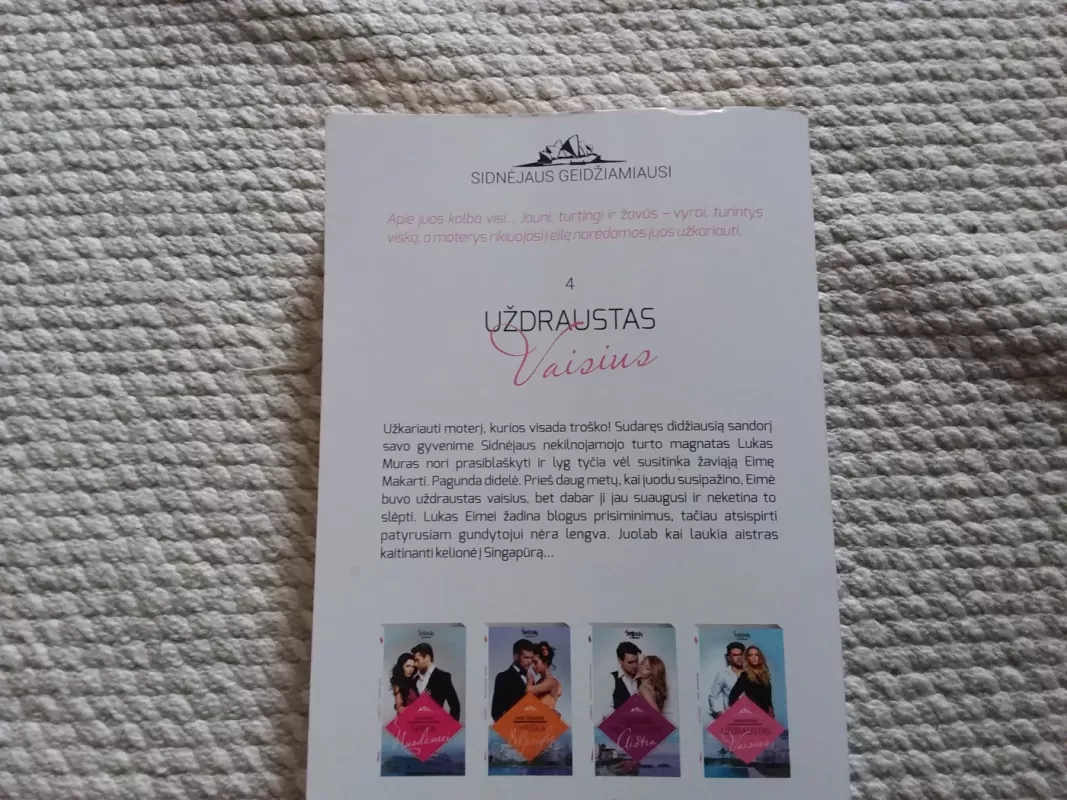 SIDNĖJAUS GEIDŽIAMIAUSI
Apie juos kalba visi... Jauni, turtingi ir žavūs – vyrai, turintys
viską, o moterys rikiuojasi į eilę norėdamos juos užkariauti.
4
UŽDRAUSTAS
Vaisius
Užkariauti moterį, kurios visada troško! Sudaręs didžiausią sandorį
savo gyvenime Sidnėjaus nekilnojamojo turto magnatas Lukas
Muras nori prasiblaškyti ir lyg tyčia vėl susitinka žaviąją Eimę
Makarti. Pagunda didelė. Prieš daug metų, kai juodu susipažino, Eimė
buvo uždraustas vaisius, bet dabar ji jau suaugusi ir neketina to
slėpti. Lukas Eimei žadina blogus prisiminimus, tačiau atsispirti
patyrusiam gundytojui nėra lengva. Juolab kai laukia aistras
kaitinanti kelionė į Singapūrą...
Nuodėmei
Aistra
UŽDRAUSTAS
Vaisius